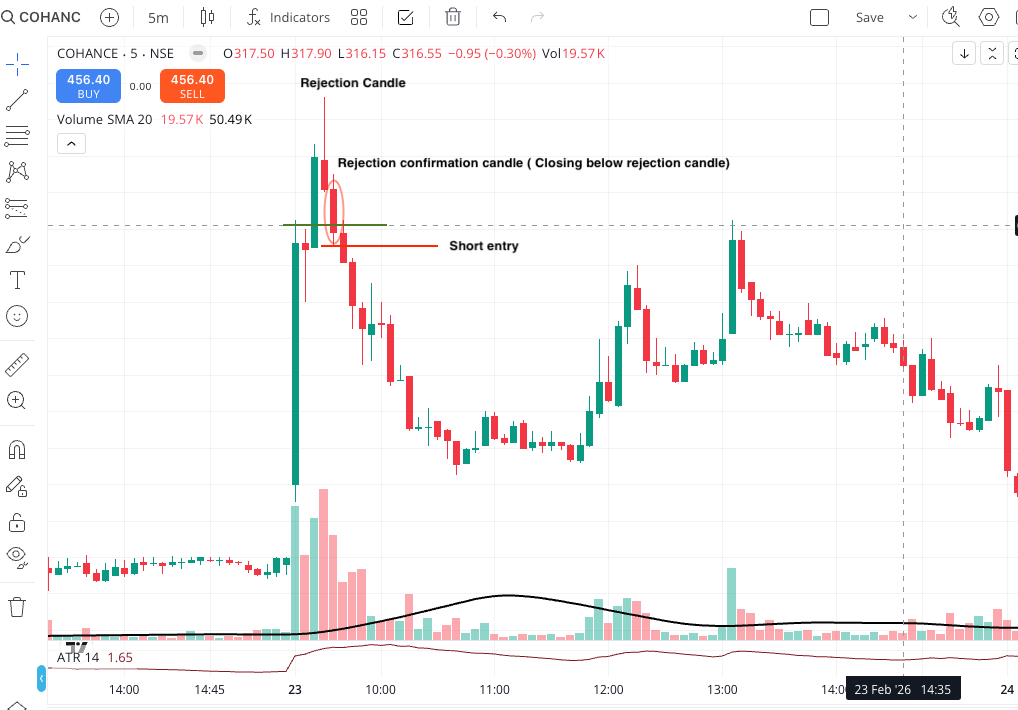 COHANC
5m
Indicators
Save
COHANCE · 5 · NSE
O317.50 H317.90 L316.15 C316.55 −0.95 (−0.30%) Vol19.57K
456.40
BUY
0.00
456.40
SELL
Volume SMA 20 19.57K 50.49K
Rejection Candle
Rejection confirmation candle ( Closing below rejection candle)
Short entry
ATR 14 1.65
14:00
14:45
23
10:00
11:00
12:00
13:00
14:0
23 Feb '26 14:35
24